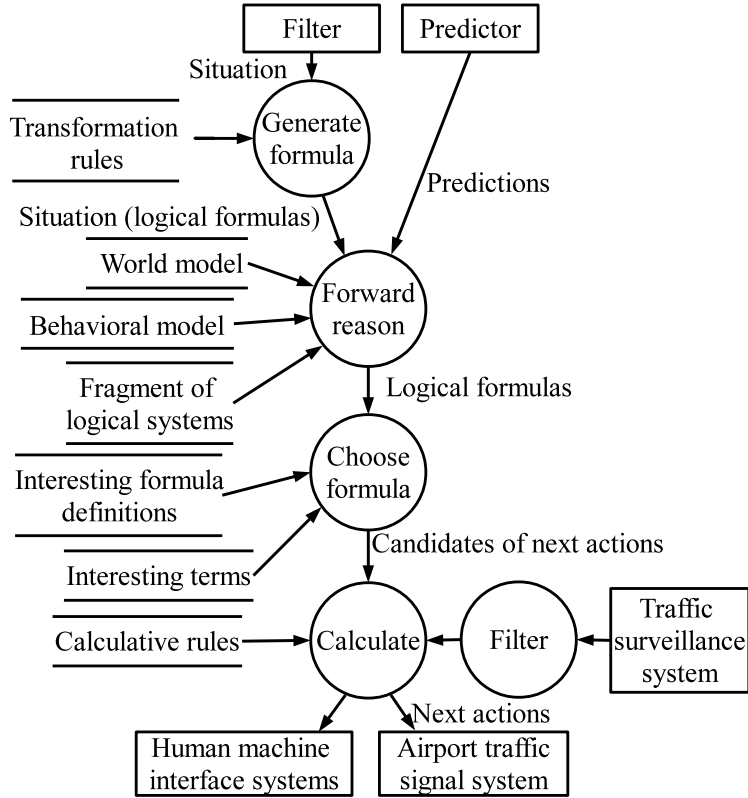 Filter
Predictor
Situation
Generate
formula
Transformation
rules
Predictions
Situation (logical formulas)
World model
Forward
reason
Behavioral model
Fragment of
logical systems
Logical formulas
Choose
formula
Interesting formula
definitions
Candidates of next actions
Interesting terms
Calculative rules
Calculate
Filter
Traffic
surveillance
system
Next actions
Human machine
interface systems
Airport traffic
signal system